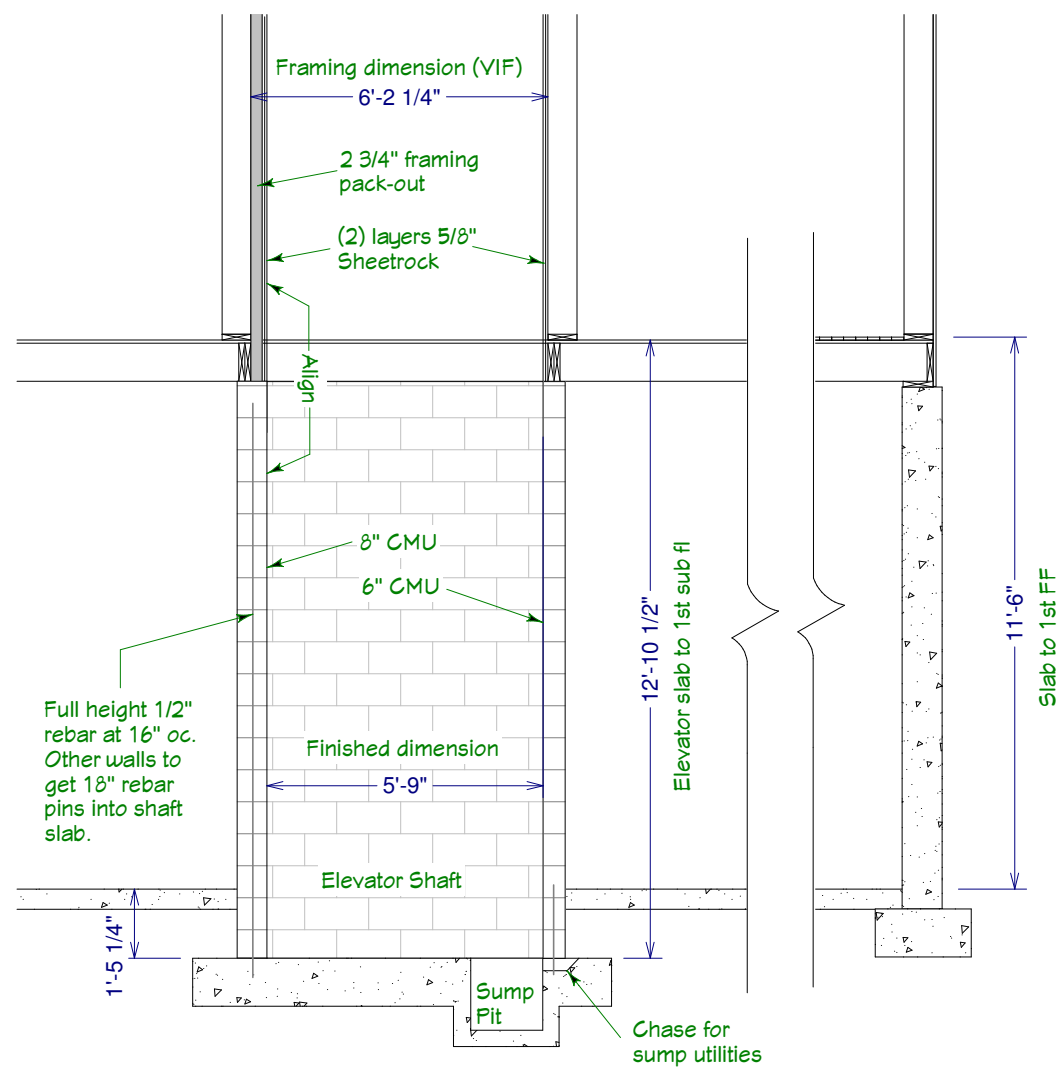 Framing dimension (VIF)
6'-2 1/4"
2 3/4" framing
pack-out
(2) layers 5/8"
Sheetrock
Align
8" CMU
6" CMU
12'-10 1/2"
Elevator slab to 1st sub fl
11'-6"
Slab to 1st FF
Full height 1/2"
rebar at 16" oc.
Other walls to
get 18" rebar
pins into shaft
slab.
Finished dimension
5'-9"
Elevator Shaft
1'-5 1/4"
Sump
Pit
Chase for
sump utilities